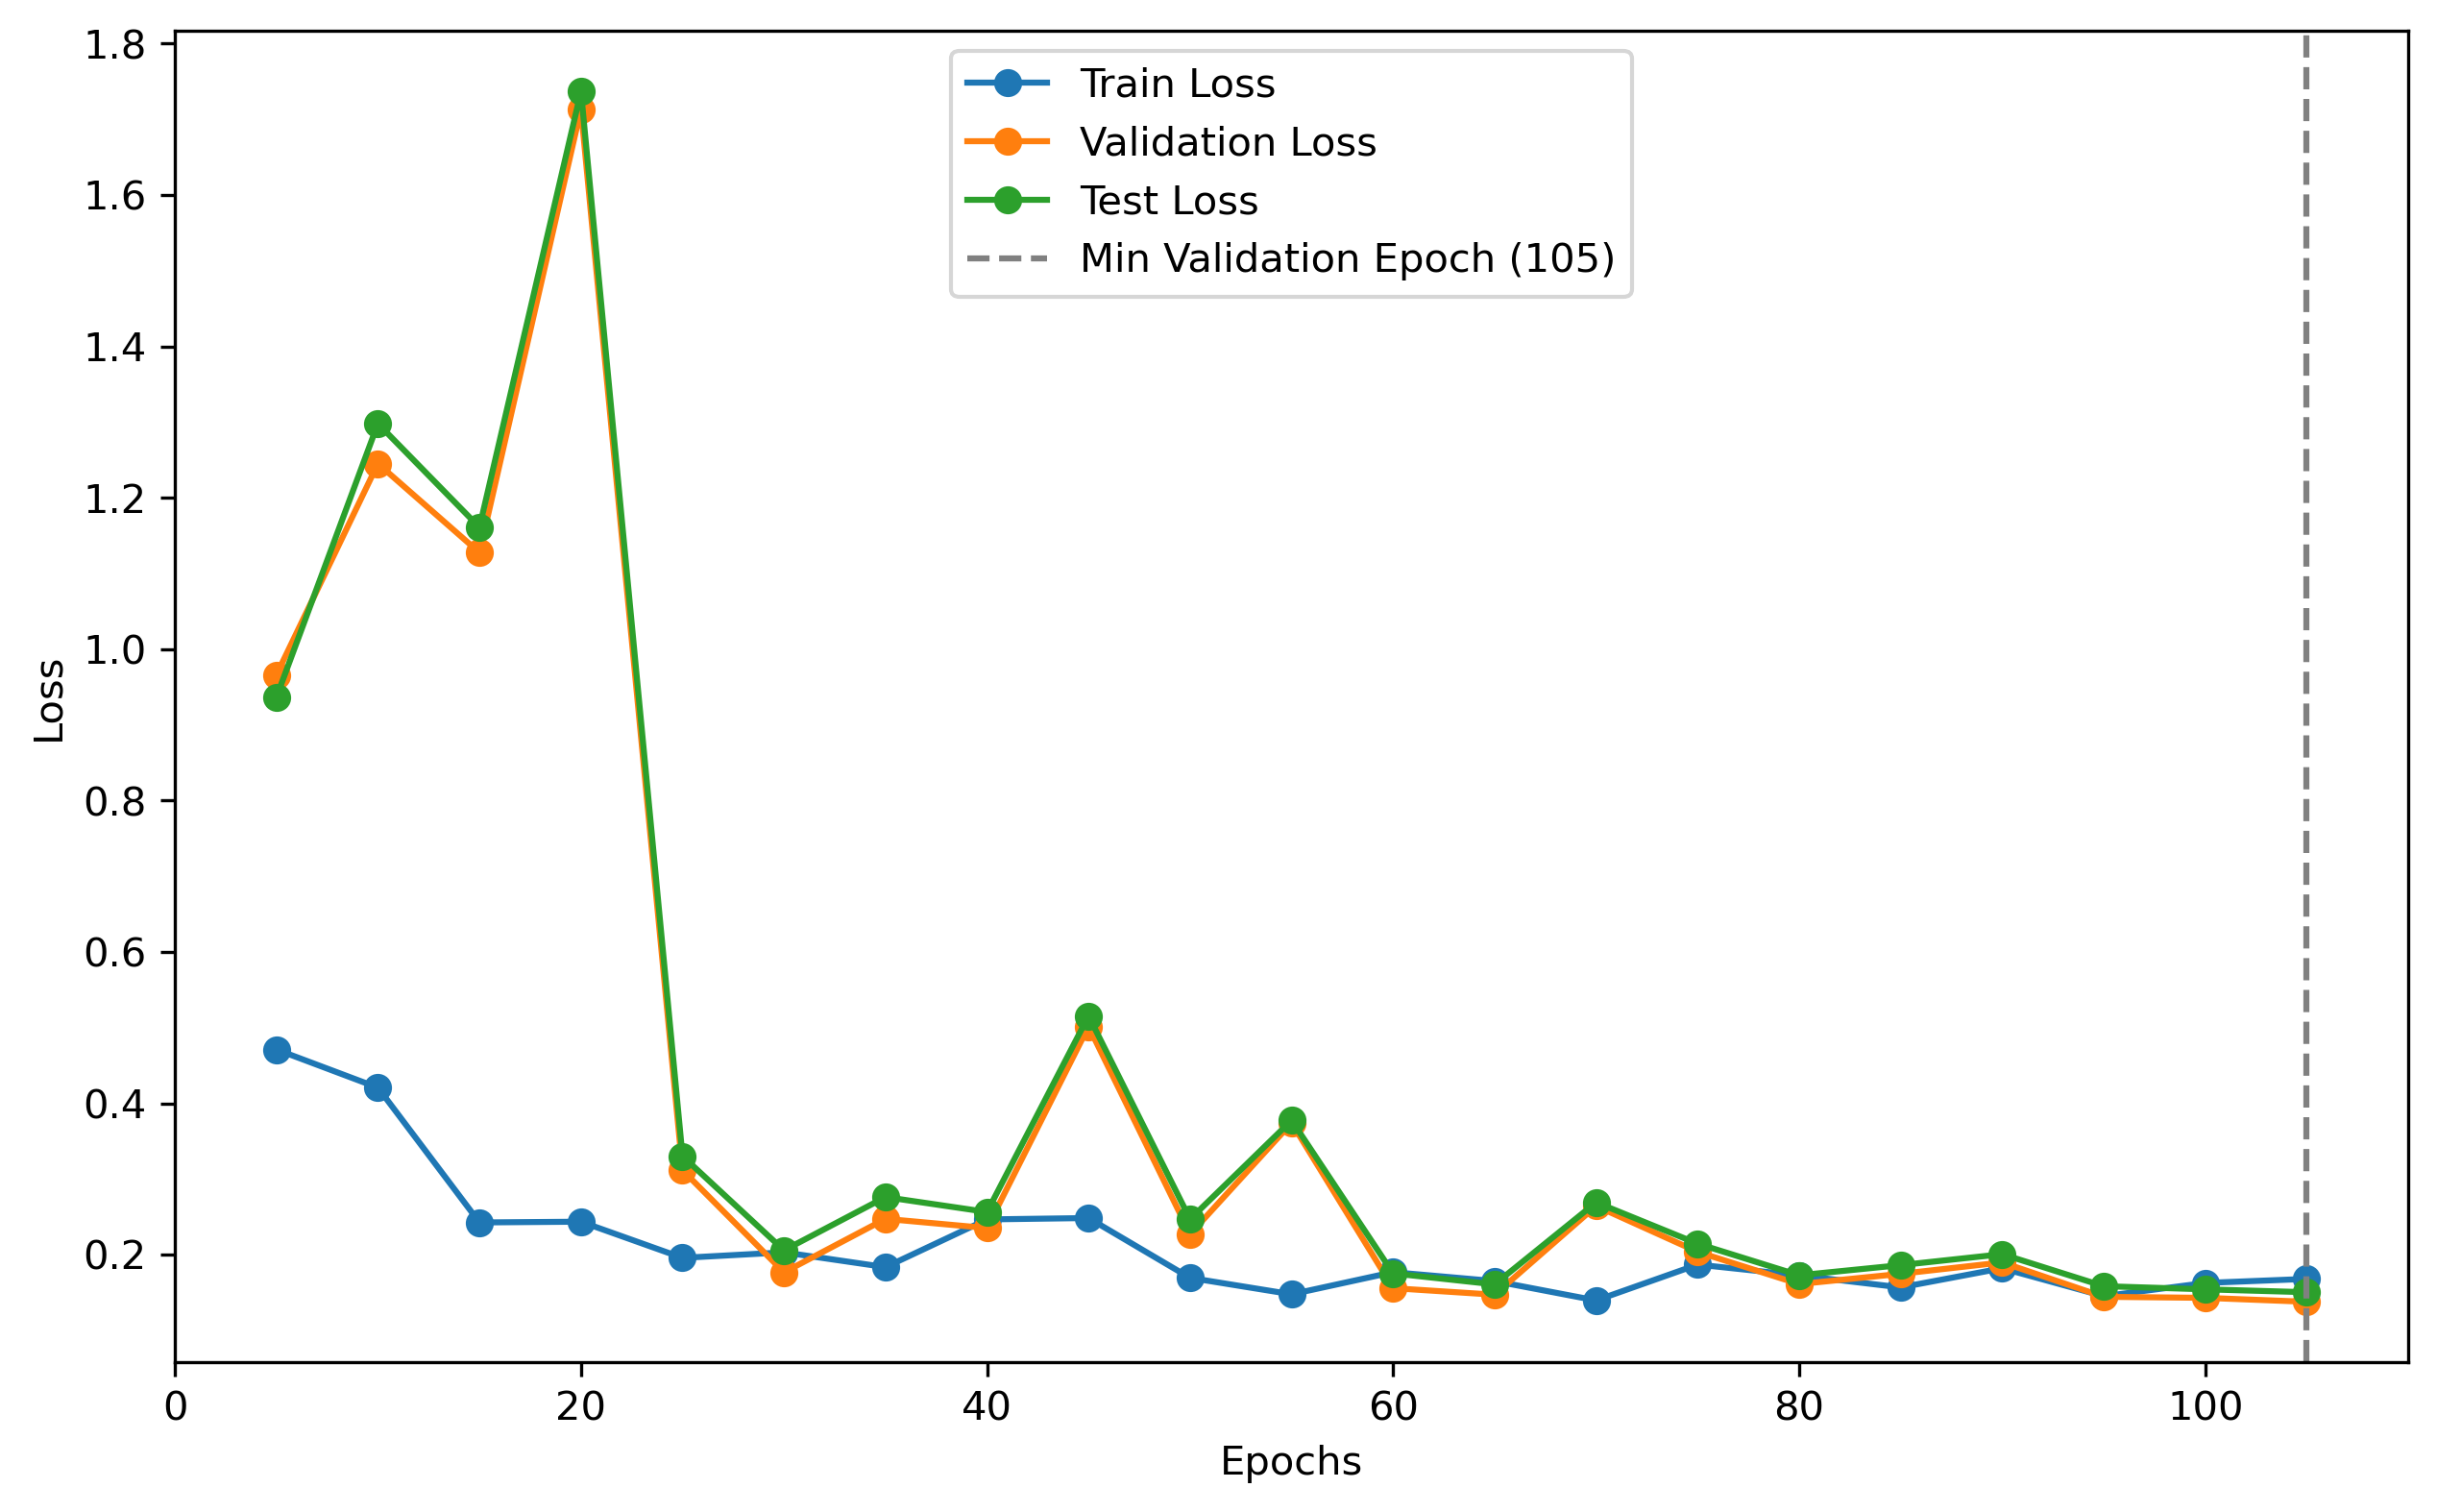 1.8
1.6
1.4
1.2
1.0
0.8
0.6
0.4
0.2
Loss
Train Loss
Validation Loss
Test Loss
Min Validation Epoch (105)
0 20 40 60 80 100
Epochs